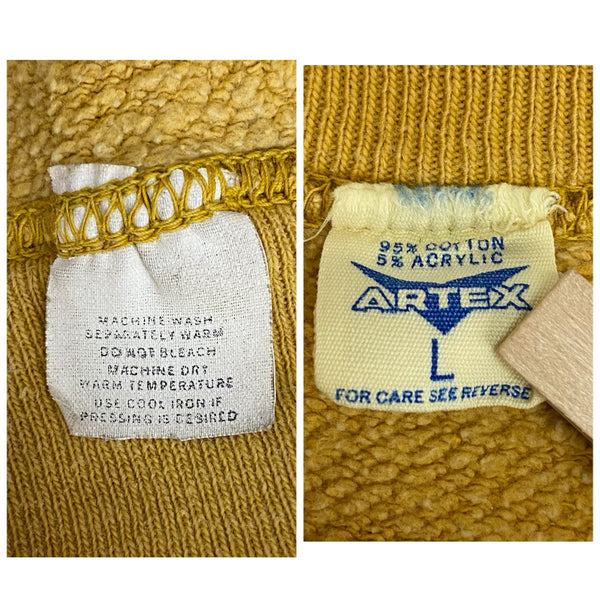 MACHINE WASH
SEPARATELY WARM
DO NOT BLEACH
MACHINE DRY
WARM TEMPERATURE
USE COOL IRON IF
PRESSING IS DESIRED
95% COTTON
5% ACRYLIC
ARTEX
L
FOR CARE SEE REVERSE